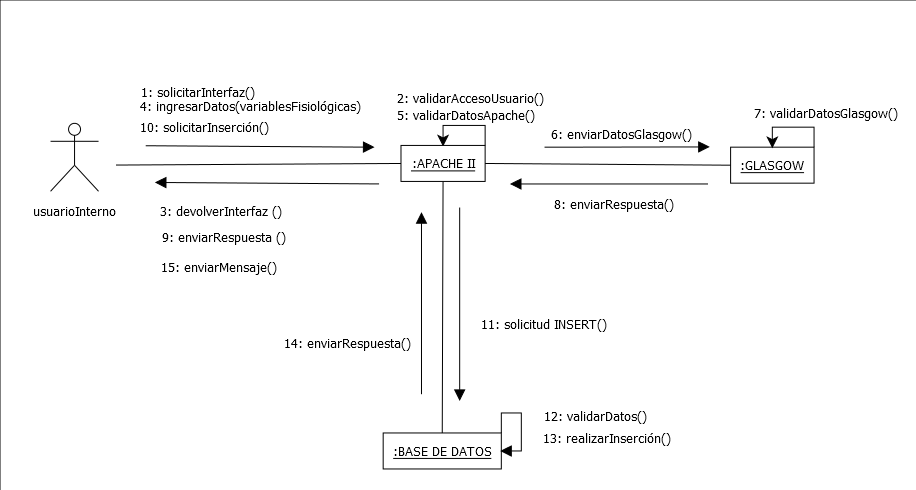 1: solicitarInterfaz()
4: ingresarDatos(variablesFisiológicas)
10: solicitarInserción()
2: validarAccesoUsuario()
5: validarDatosApache()
7: validarDatosGlasgow()
6: enviarDatosGlasgow()
:APACHE II
:GLASGOW
usuarioInterno
3: devolverInterfaz ()
9: enviarRespuesta ()
15: enviarMensaje()
8: enviarRespuesta()
11: solicitud INSERT()
14: enviarRespuesta()
12: validarDatos()
13: realizarInserción()
:BASE DE DATOS